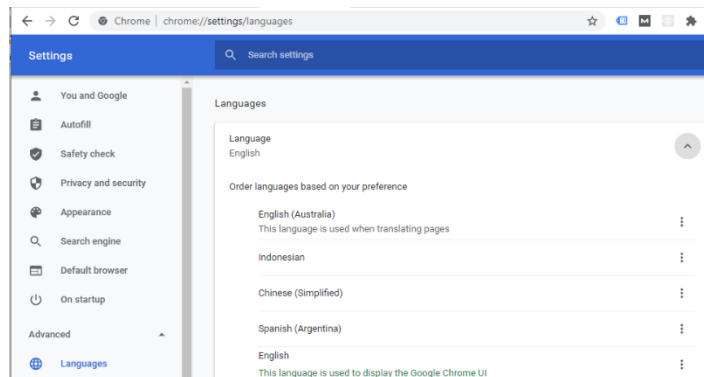 Chrome | chrome://settings/languages
Settings
Search settings
You and Google
Autofill
Safety check
Privacy and security
Appearance
Search engine
Default browser
On startup
Advanced
Languages
Languages
Language
English
Order languages based on your preference
English (Australia)
This language is used when translating pages
Indonesian
Chinese (Simplified)
Spanish (Argentina)
English
This language is used to display the Google Chrome UI